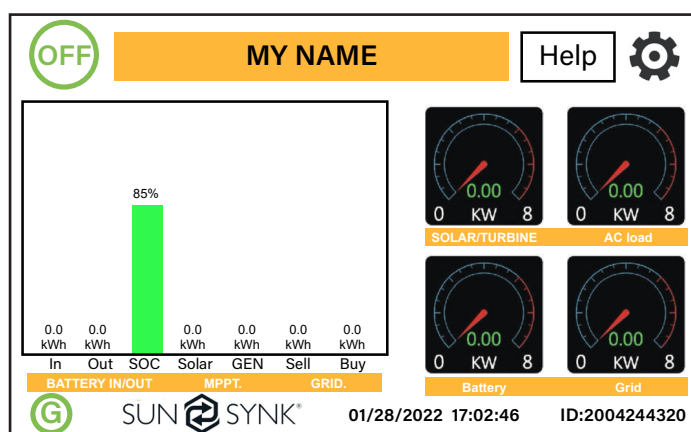 OFF MY NAME Help
85%
0.0 0.0 0.0 0.0 0.0 0.0
kWh kWh kWh kWh kWh kWh
In Out SOC Solar GEN Sell Buy
BATTERY IN/OUT MPPT. GRID.
0.00 0.00
0 KW 8 0 KW 8
SOLAR/TURBINE AC load
0.00 0.00
0 KW 8 0 KW 8
Battery Grid
G SUN SYNK® 01/28/2022 17:02:46 ID:2004244320